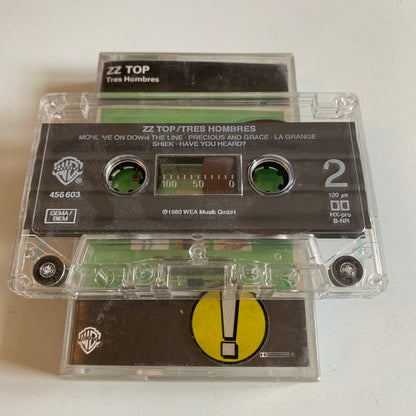 ZZ TOP
Tres Hombres
ZZ TOP/TRES HOMBRES
MOVE ME ON DOWN THE LINE · PRECIOUS AND GRACE · LA GRANGE
SHIEK · HAVE YOU HEARD?
456 603
100 50 0
2
120 µs
HX-pro
B-NR
GEMA/
BIEM
℗1980 WEA Musik GmbH
!